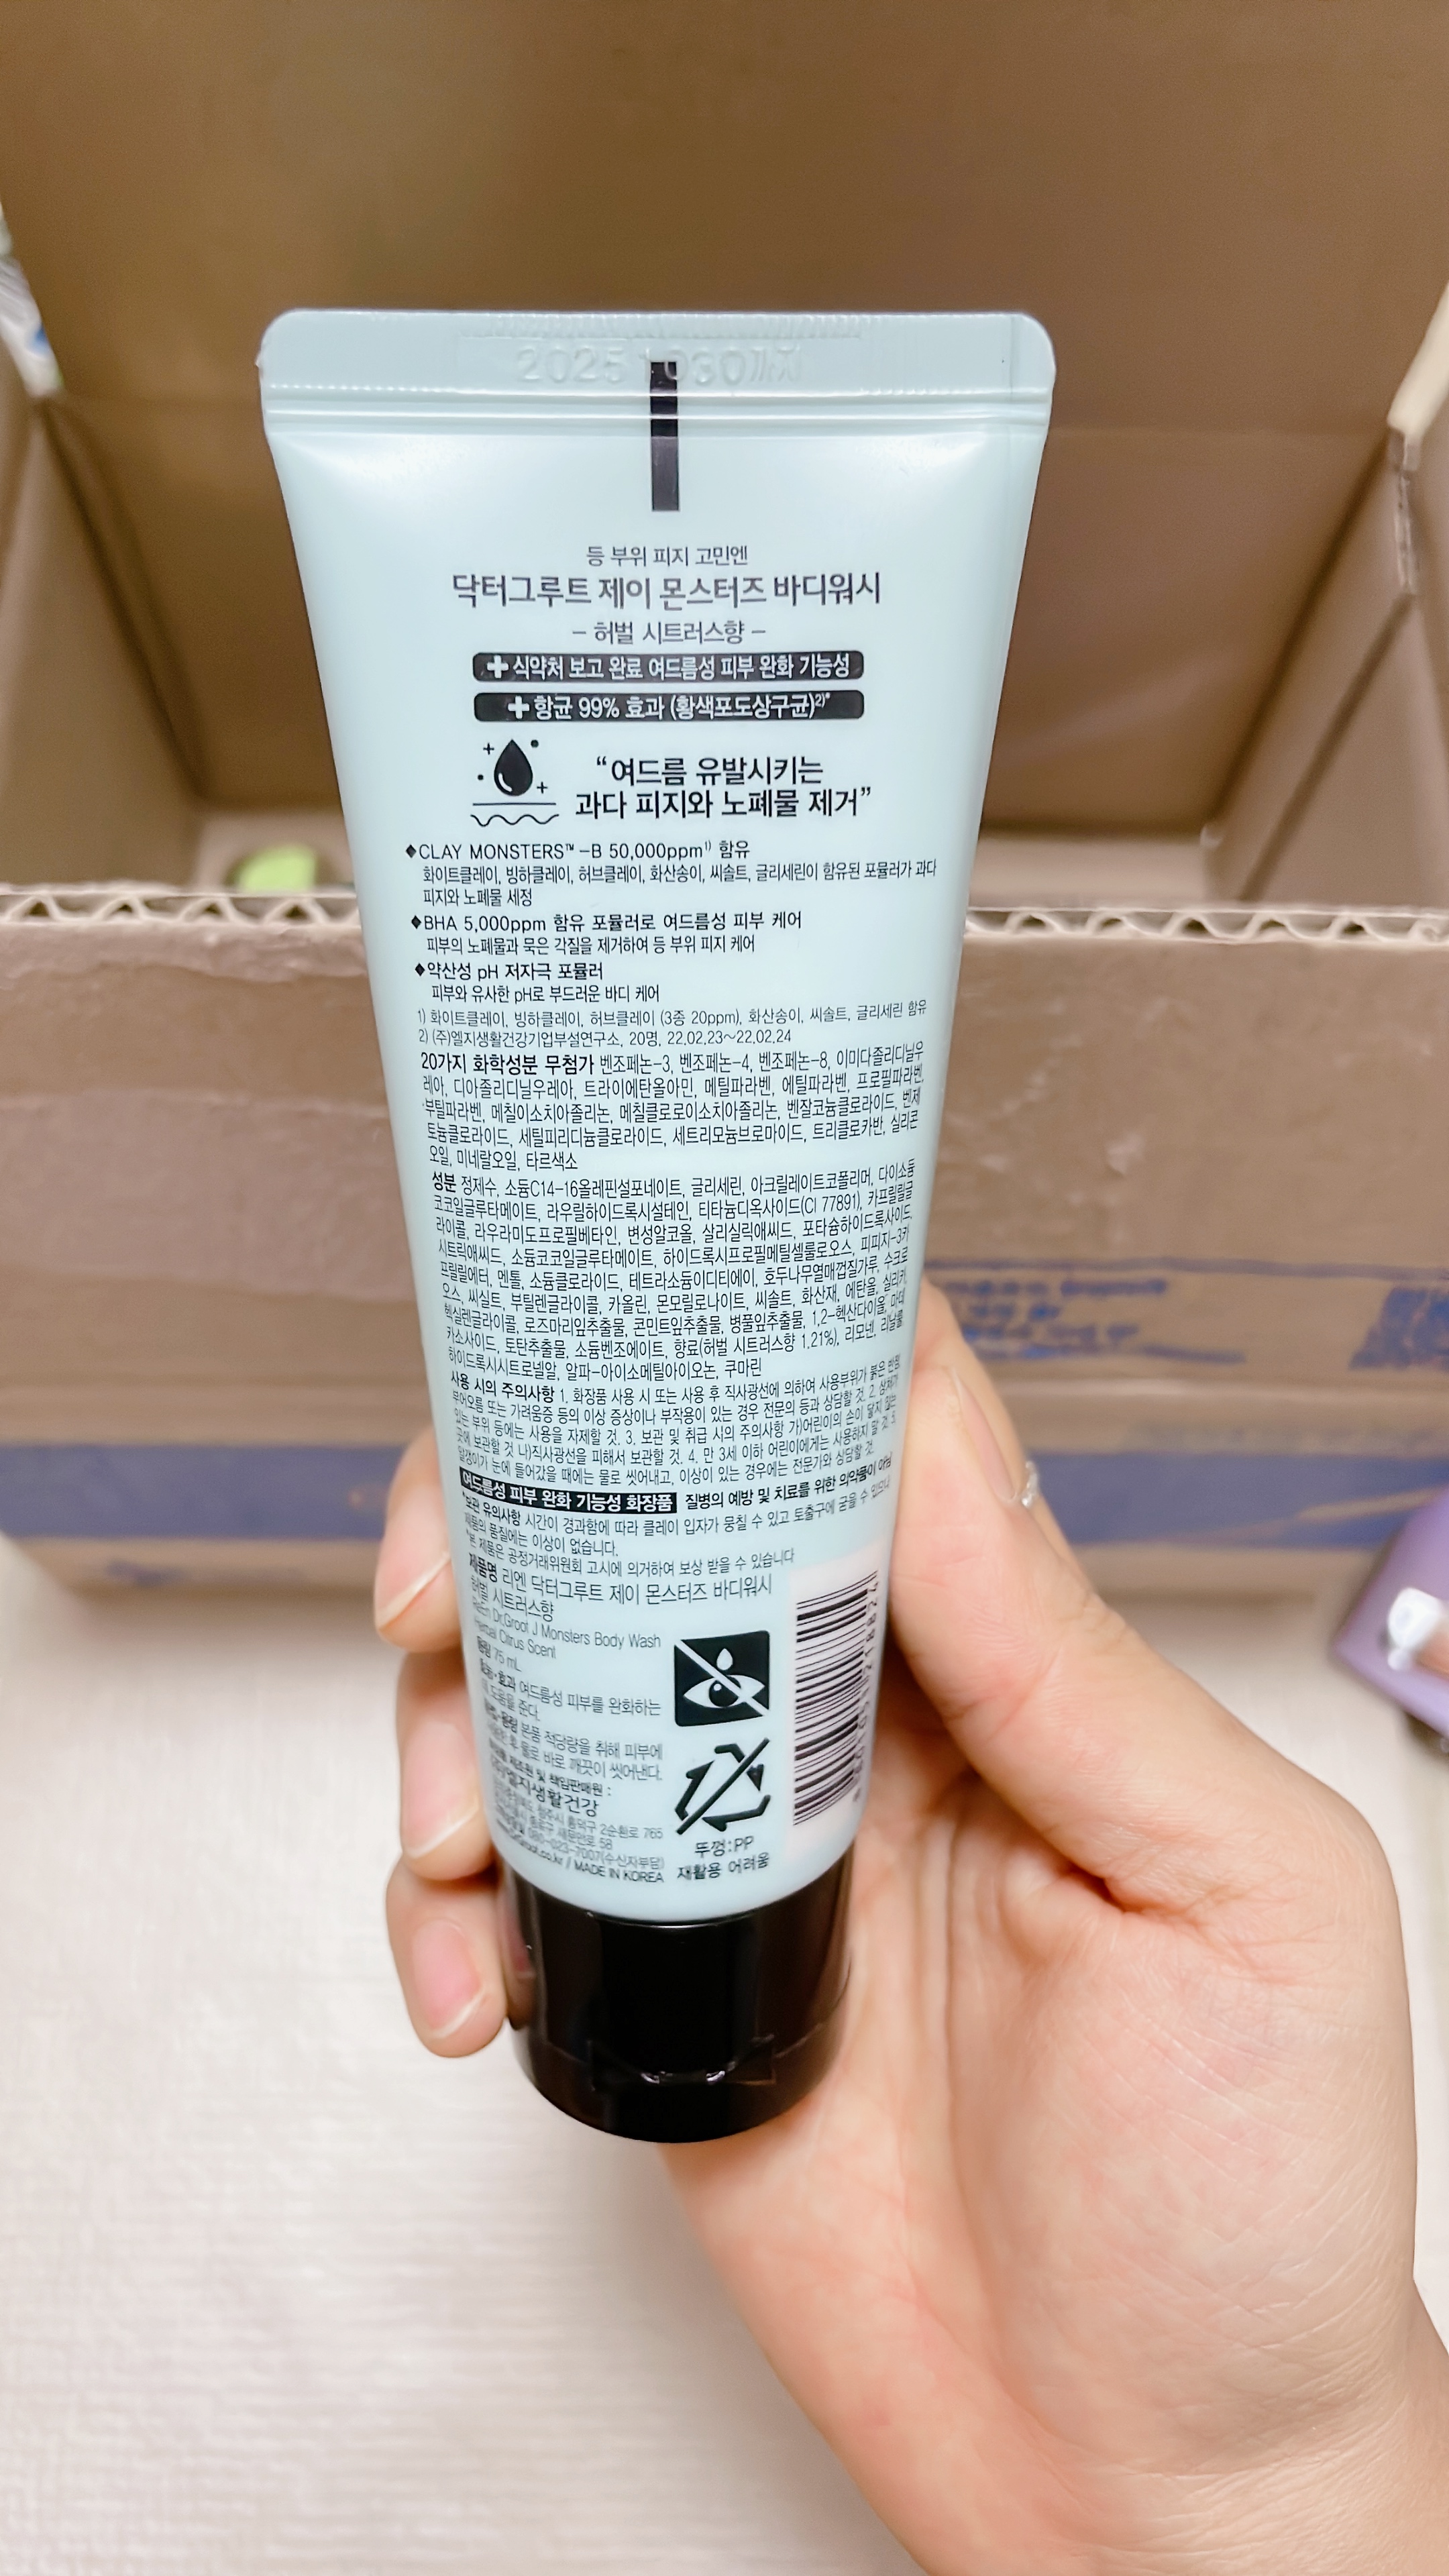 등 부위 피지 고민엔
닥터그루트 제이 몬스터즈 바디워시
– 허벌 시트러스향 –
+ 식약처 보고 완료 여드름성 피부 완화 기능성
+ 항균 99% 효과 (황색포도상구균)2)*
“여드름 유발시키는
과다 피지와 노폐물 제거”
◆CLAY MONSTERS™ –B 50,000ppm1) 함유
화이트클레이, 빙하클레이, 허브클레이, 화산송이, 씨솔트, 글리세린이 함유된 포뮬러가 과다
피지와 노폐물 세정
◆BHA 5,000ppm 함유 포뮬러로 여드름성 피부 케어
피부의 노폐물과 묵은 각질을 제거하여 등 부위 피지 케어
◆약산성 pH 저자극 포뮬러
피부와 유사한 pH로 부드러운 바디 케어
1) 화이트클레이, 빙하클레이, 허브클레이 (3종 20ppm), 화산송이, 씨솔트, 글리세린 함유
2) (주)엘지생활건강기업부설연구소, 20명, 22.02.23~22.02.24
20가지 화학성분 무첨가 벤조페논-3, 벤조페논-4, 벤조페논-8, 이미다졸리디닐우
레아, 디아졸리디닐우레아, 트라이에탄올아민, 메틸파라벤, 에틸파라벤, 프로필파라벤,
부틸파라벤, 메칠이소치아졸리논, 메칠클로로이소치아졸리논, 벤잘코늄클로라이드, 벤제
토늄클로라이드, 세틸피리디늄클로라이드, 세트리모늄브로마이드, 트리클로카반, 실리콘
오일, 미네랄오일, 타르색소
성분 정제수, 소듐C14-16올레핀설포네이트, 글리세린, 아크릴레이트코폴리머, 다이소듐
코코일글루타메이트, 라우릴하이드록시설테인, 티타늄디옥사이드(CI 77891), 카프릴릴글
라이콜, 라우라미도프로필베타인, 변성알코올, 살리실릭애씨드, 포타슘하이드록사이드,
시트릭애씨드, 소듐코코일글루타메이트, 하이드록시프로필메틸셀룰로오스, 피피지-3카
프릴릴에터, 멘톨, 소듐클로라이드, 테트라소듐이디티에이, 호두나무열매껍질가루, 수크로
오스, 씨실트, 부틸렌글라이콜, 카올린, 몬모릴로나이트, 씨솔트, 화산재, 에탄올, 실리카,
헥실렌글라이콜, 로즈마리잎추출물, 콘민트잎추출물, 병풀잎추출물, 1,2-헥산다이올, 마데
카소사이드, 토탄추출물, 소듐벤조에이트, 향료(허벌 시트러스향 1.21%), 리모넨, 리날룰,
하이드록시시트로넬알, 알파-아이소메틸아이오논, 쿠마린
사용 시의 주의사항 1. 화장품 사용 시 또는 사용 후 직사광선에 의하여 사용부위가 붉은 반점,
부어오름 또는 가려움증 등의 이상 증상이나 부작용이 있는 경우 전문의 등과 상담할 것. 2. 상처가
있는 부위 등에는 사용을 자제할 것. 3. 보관 및 취급 시의 주의사항 가)어린이의 손이 닿지 않는
곳에 보관할 것 나)직사광선을 피해서 보관할 것. 4. 만 3세 이하 어린이에게는 사용하지 말 것. 5.
알갱이가 눈에 들어갔을 때에는 물로 씻어내고, 이상이 있는 경우에는 전문가와 상담할 것.
여드름성 피부 완화 기능성 화장품 질병의 예방 및 치료를 위한 의약품이 아님
*보관 유의사항 시간이 경과함에 따라 클레이 입자가 뭉칠 수 있고 토출구에 굳을 수 있으나
제품의 품질에는 이상이 없습니다.
*본 제품은 공정거래위원회 고시에 의거하여 보상 받을 수 있습니다
제품명 리엔 닥터그루트 제이 몬스터즈 바디워시
허벌 시트러스향
Dr.Groot J Monsters Body Wash
Herbal Citrus Scent
75 mL
효과 여드름성 피부를 완화하는
데 도움을 준다.
본품 적당량을 취해 피부에
물로 바로 깨끗이 씻어낸다.
제조원 및 책임판매원 :
엘지생활건강
청주시 흥덕구 2순환로 765
종로구 새문안로 58
080-023-7007(수신자부담)
MADE IN KOREA
뚜껑:PP
재활용 어려움